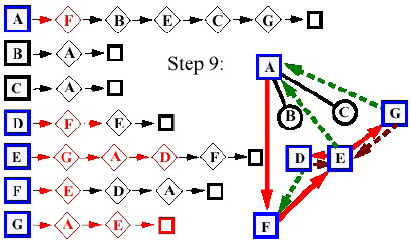 A F B E C G
B A
C A
Step 9:
D F E
E G A D F
F E D A
G A E
A
B C G
D E
F